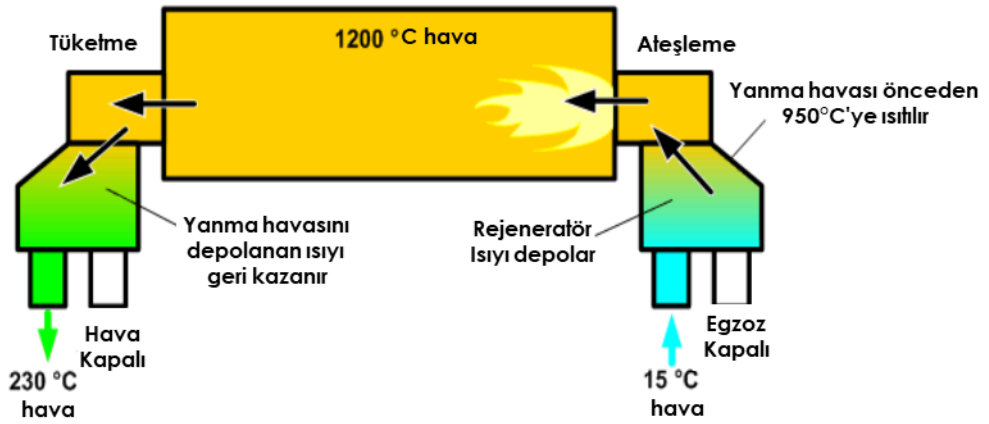 Tüketme
1200 °C hava
Ateşleme
Yanma havası önceden
950°C'ye ısıtılır
Yanma havasını
depolanan ısıyı
geri kazanır
Rejeneratör
Isıyı depolar
Hava
Kapalı
Egzoz
Kapalı
230 °C
hava
15 °C
hava